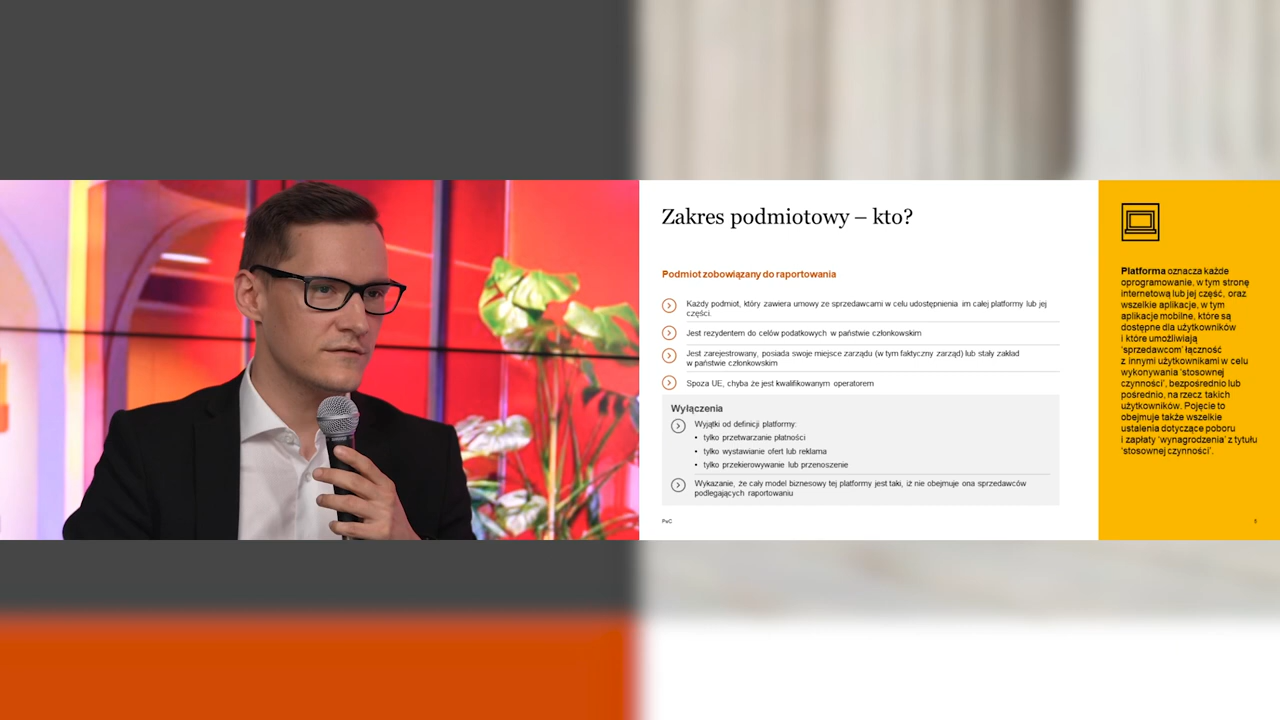 Zakres podmiotowy – kto?
Podmiot zobowiązany do raportowania
Każdy podmiot, który zawiera umowy ze sprzedawcami w celu udostępnienia im całej platformy lub jej
części.
Jest rezydentem do celów podatkowych w państwie członkowskim
Jest zarejestrowany, posiada swoje miejsce zarządu (w tym faktyczny zarząd) lub stały zakład
w państwie członkowskim
Spoza UE, chyba że jest kwalifikowanym operatorem
Wyłączenia
Wyjątki od definicji platformy:
• tylko przetwarzanie płatności
• tylko wystawianie ofert lub reklama
• tylko przekierowywanie lub przenoszenie
Wykazanie, że cały model biznesowy tej platformy jest taki, iż nie obejmuje ona sprzedawców
podlegających raportowaniu
PwC
Platforma oznacza każde
oprogramowanie, w tym stronę
internetową lub jej część, oraz
wszelkie aplikacje, w tym
aplikacje mobilne, które są
dostępne dla użytkowników
i które umożliwiają
'sprzedawcom' łączność
z innymi użytkownikami w celu
wykonywania 'stosownej
czynności', bezpośrednio lub
pośrednio, na rzecz takich
użytkowników. Pojęcie to
obejmuje także wszelkie
ustalenia dotyczące poboru
i zapłaty 'wynagrodzenia' z tytułu
'stosownej czynności'.
5